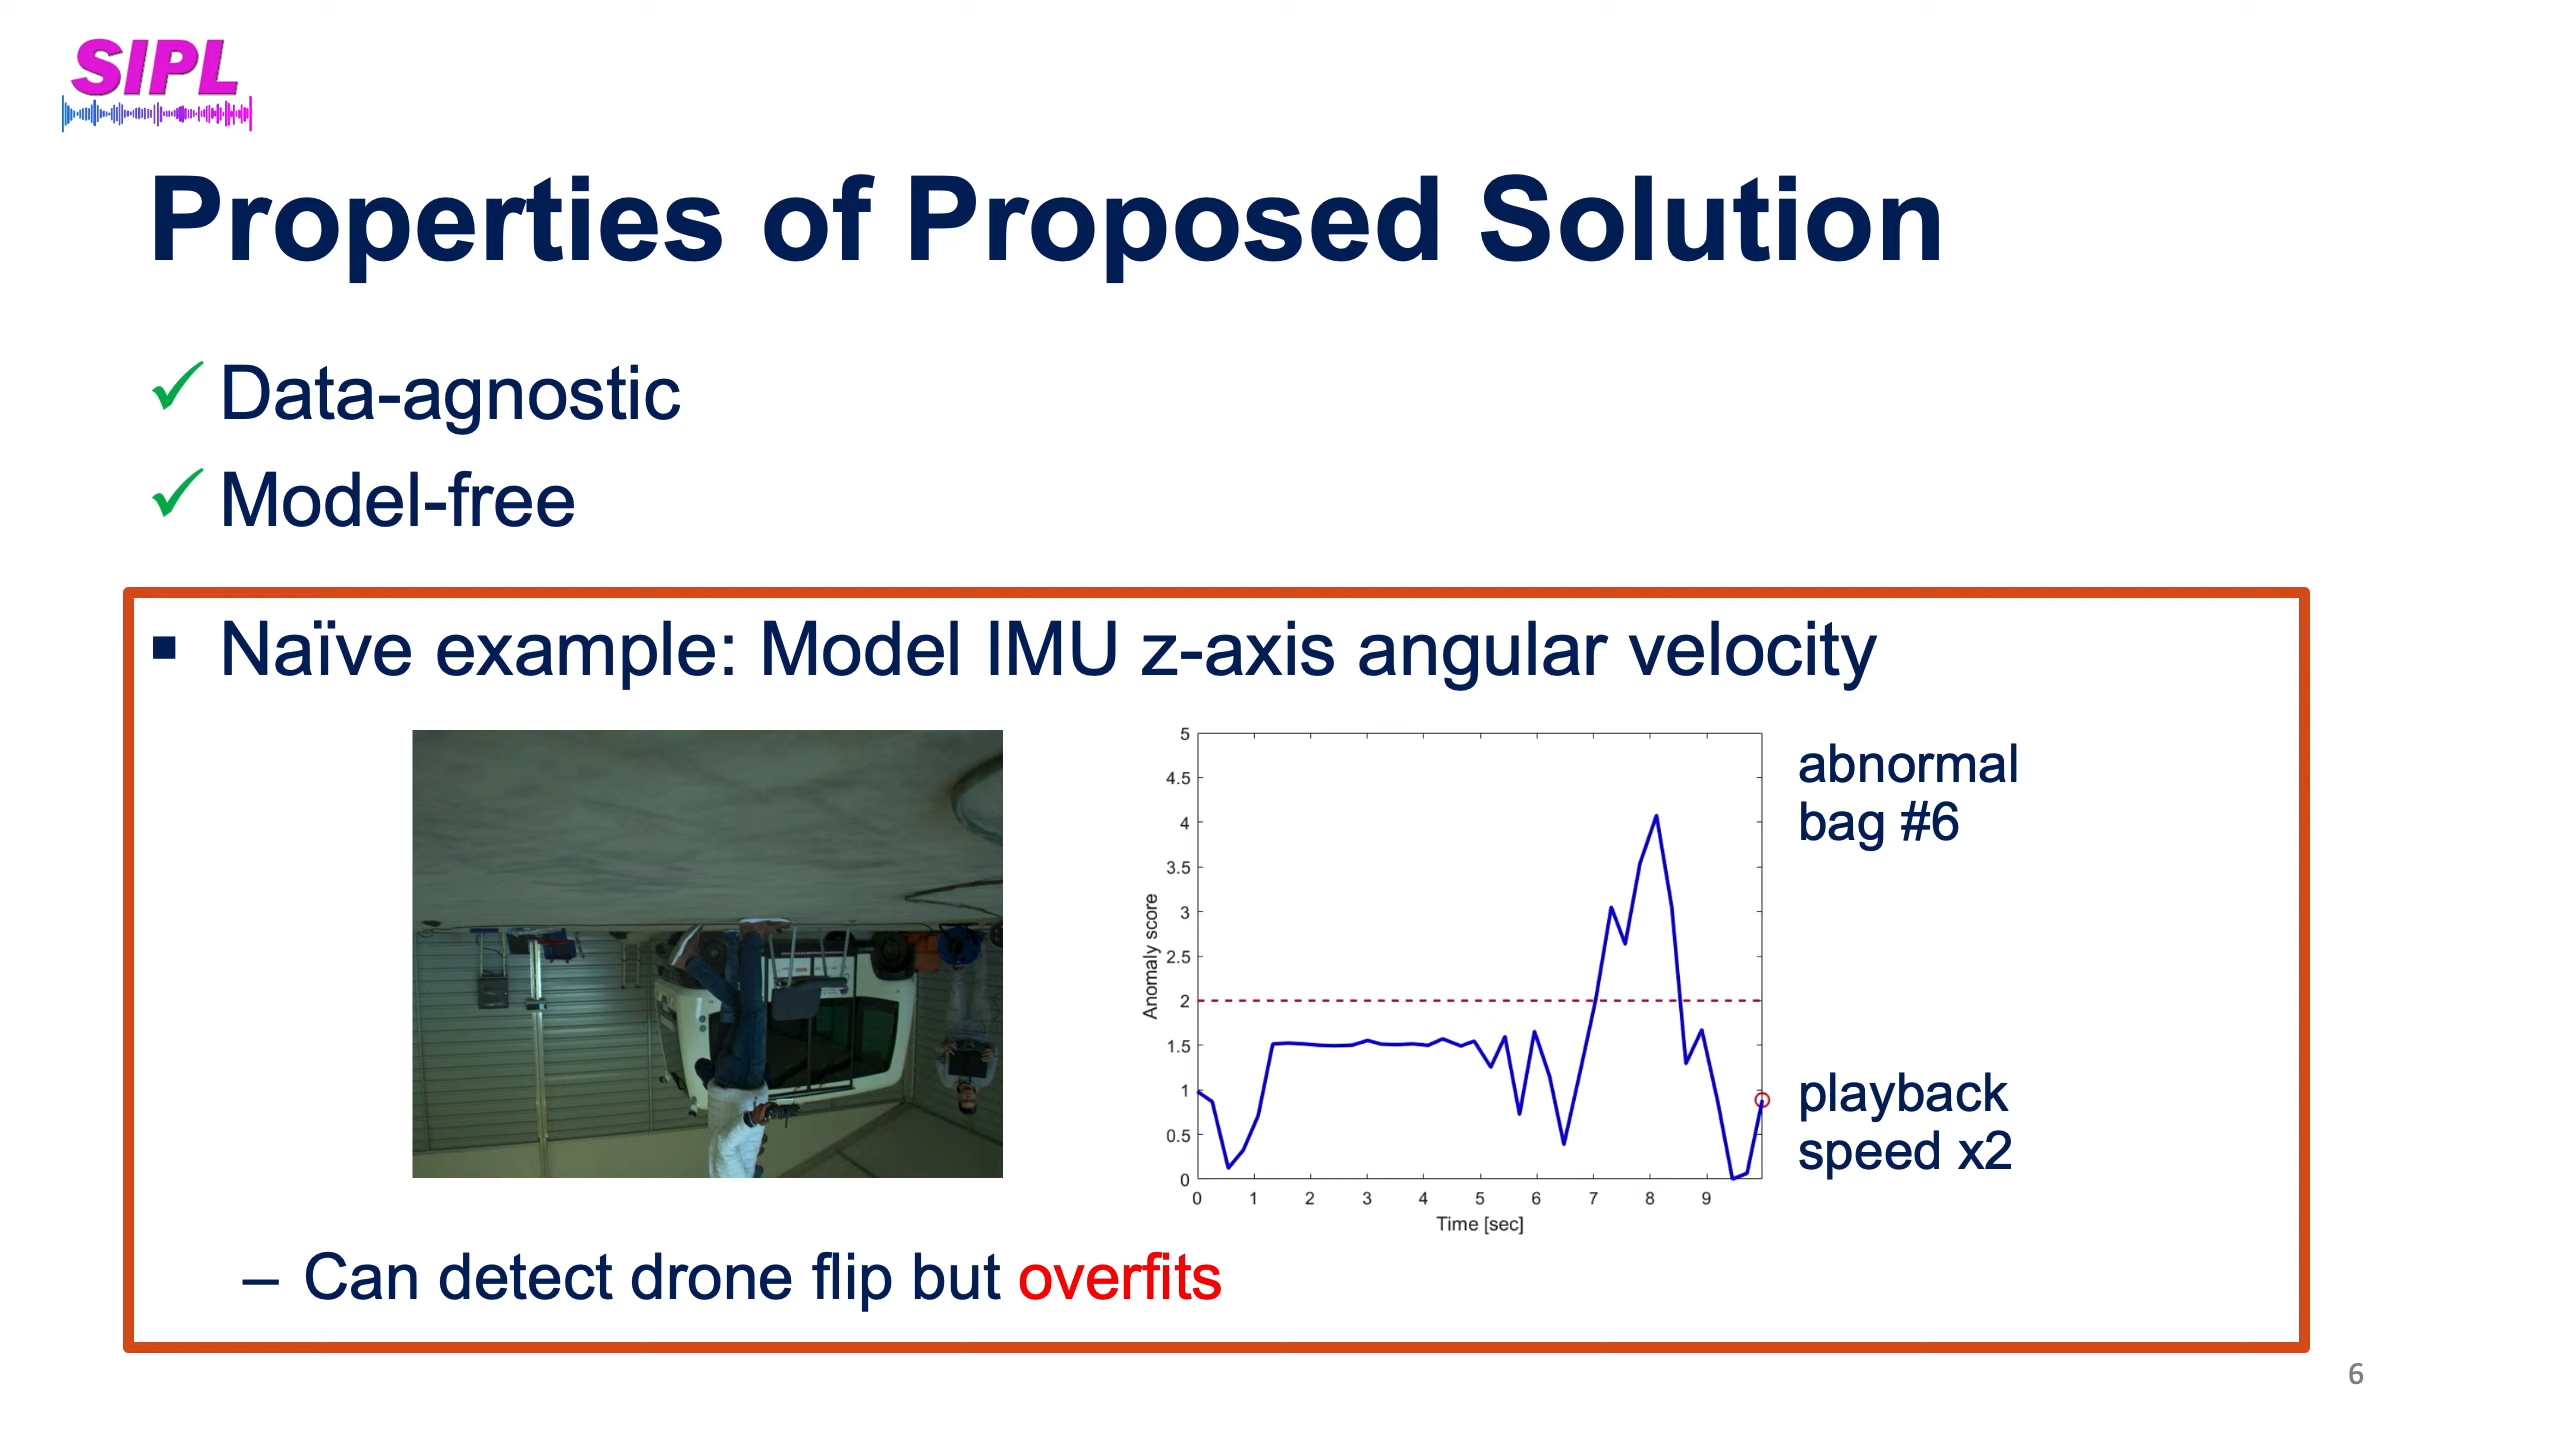 SIPL
Properties of Proposed Solution
Data-agnostic
Model-free
Naïve example: Model IMU z-axis angular velocity
5
4.5
4
3.5
3
2.5
2
1.5
1
0.5
0
Anomaly score
0 1 2 3 4 5 6 7 8 9
Time [sec]
abnormal
bag #6
playback
speed x2
– Can detect drone flip but overfits
6